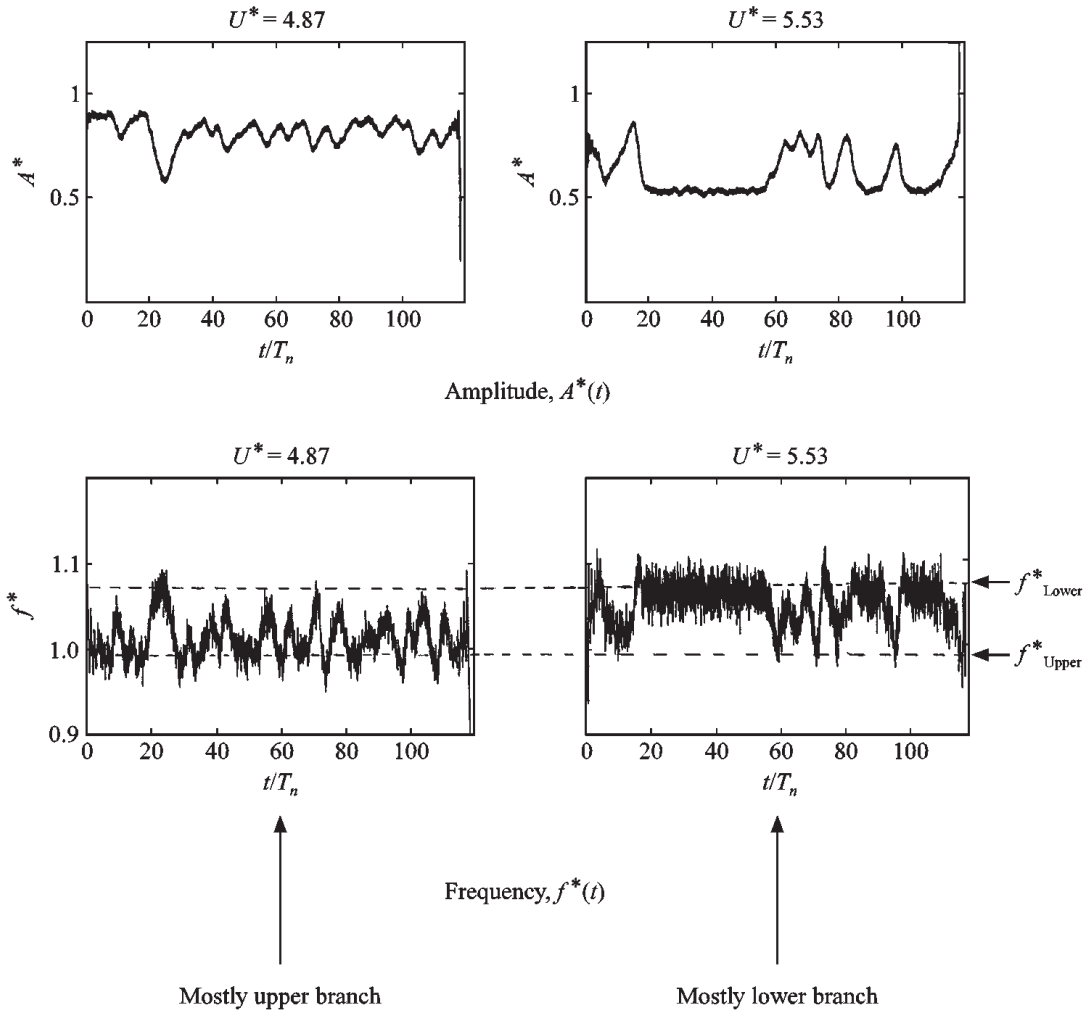 U* = 4.87
U* = 5.53
1
0.5
A*
0 20 40 60 80 100
t/Tn
1
0.5
A*
0 20 40 60 80 100
t/Tn
Amplitude, A*(t)
U* = 4.87
U* = 5.53
1.1
1.0
0.9
f*
0 20 40 60 80 100
t/Tn
0 20 40 60 80 100
t/Tn
f*Lower
f*Upper
Frequency, f*(t)
Mostly upper branch
Mostly lower branch